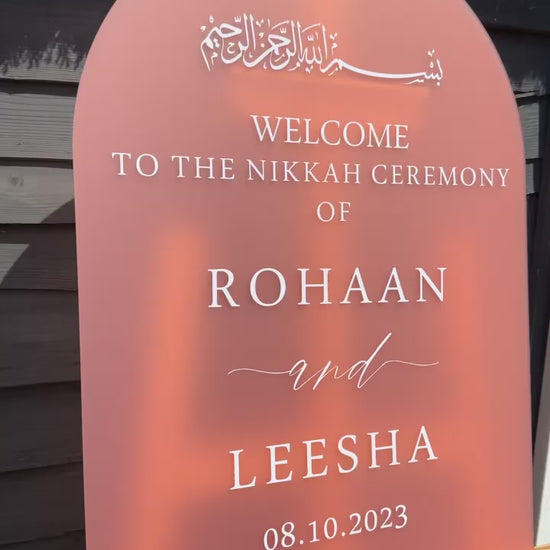 بسم الله الرحمن الرحيم
WELCOME
TO THE NIKKAH CEREMONY
OF
ROHAAN
and
LEESHA
08.10.2023